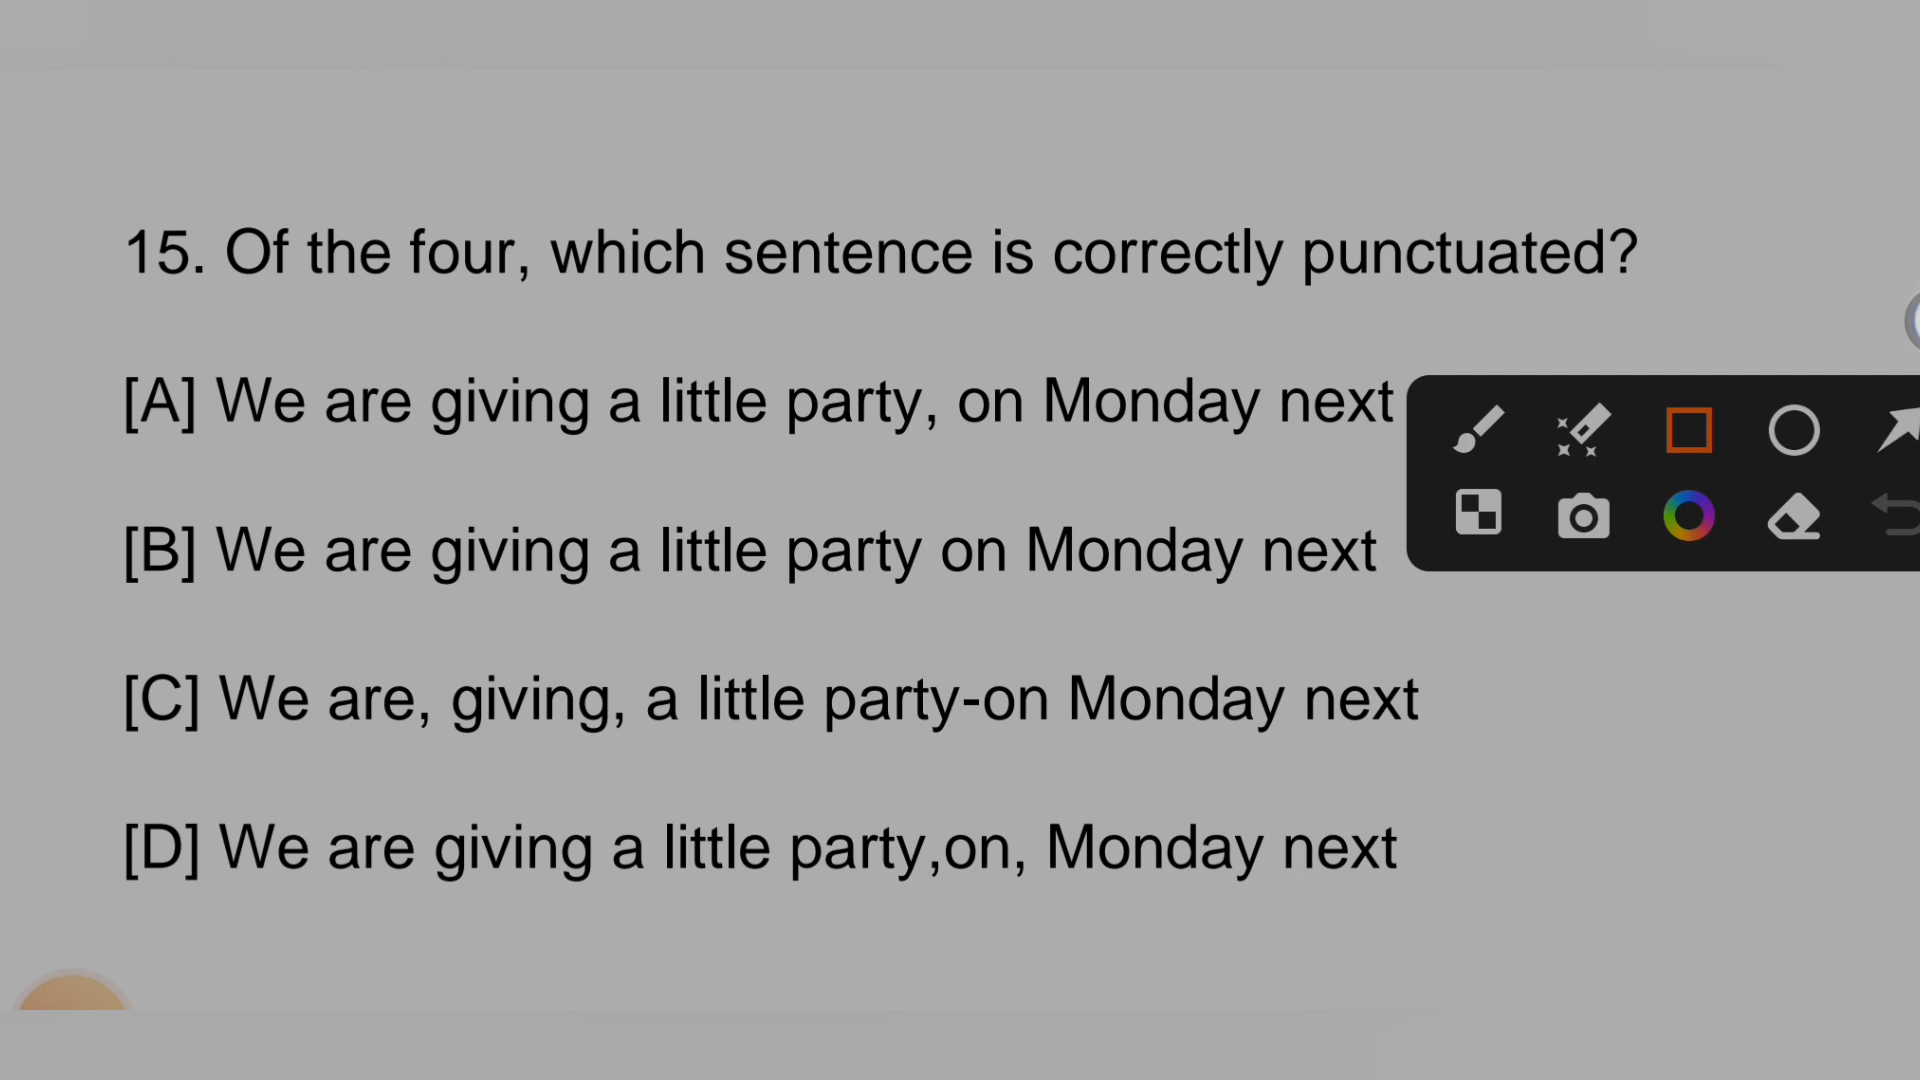 15. Of the four, which sentence is correctly punctuated?
[A] We are giving a little party, on Monday next
[B] We are giving a little party on Monday next
[C] We are, giving, a little party-on Monday next
[D] We are giving a little party,on, Monday next